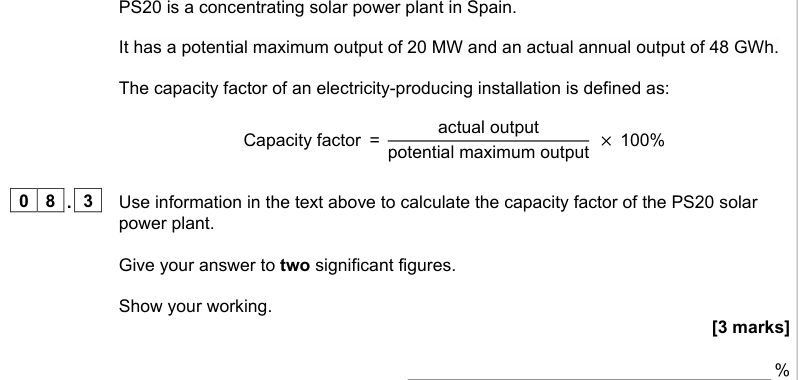 PS20 is a concentrating solar power plant in Spain.
It has a potential maximum output of 20 MW and an actual annual output of 48 GWh.
The capacity factor of an electricity-producing installation is defined as:
Capacity factor = actual output / potential maximum output × 100%
0 8 . 3 Use information in the text above to calculate the capacity factor of the PS20 solar
power plant.
Give your answer to two significant figures.
Show your working.
[3 marks]
%